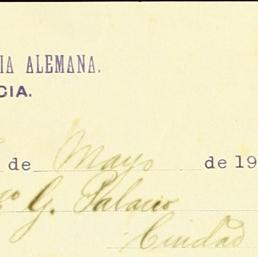 IA ALEMANA.
CIA.
de Mayo de 19
G. Palacio
Ciudad